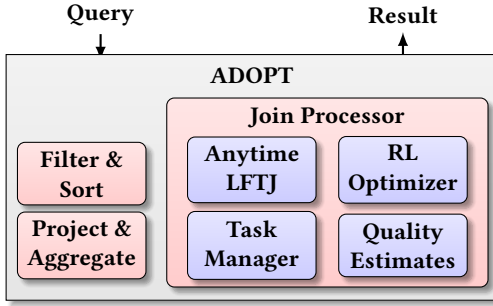 Query
Result
ADOPT
Filter &
Sort
Project &
Aggregate
Join Processor
Anytime
LFTJ
RL
Optimizer
Task
Manager
Quality
Estimates